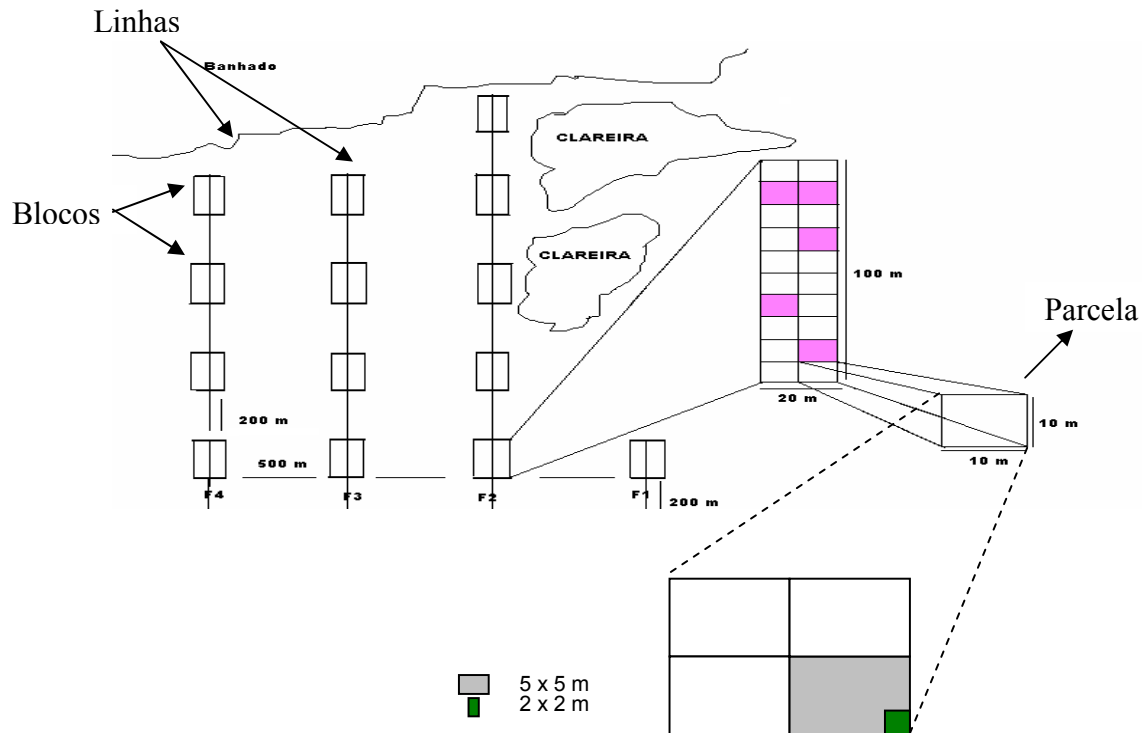 Linhas
Banhado
CLAREIRA
Blocos
CLAREIRA
100 m
Parcela
20 m
200 m
10 m
500 m
10 m
F4
F3
F2
F1
200 m
5 x 5 m
2 x 2 m